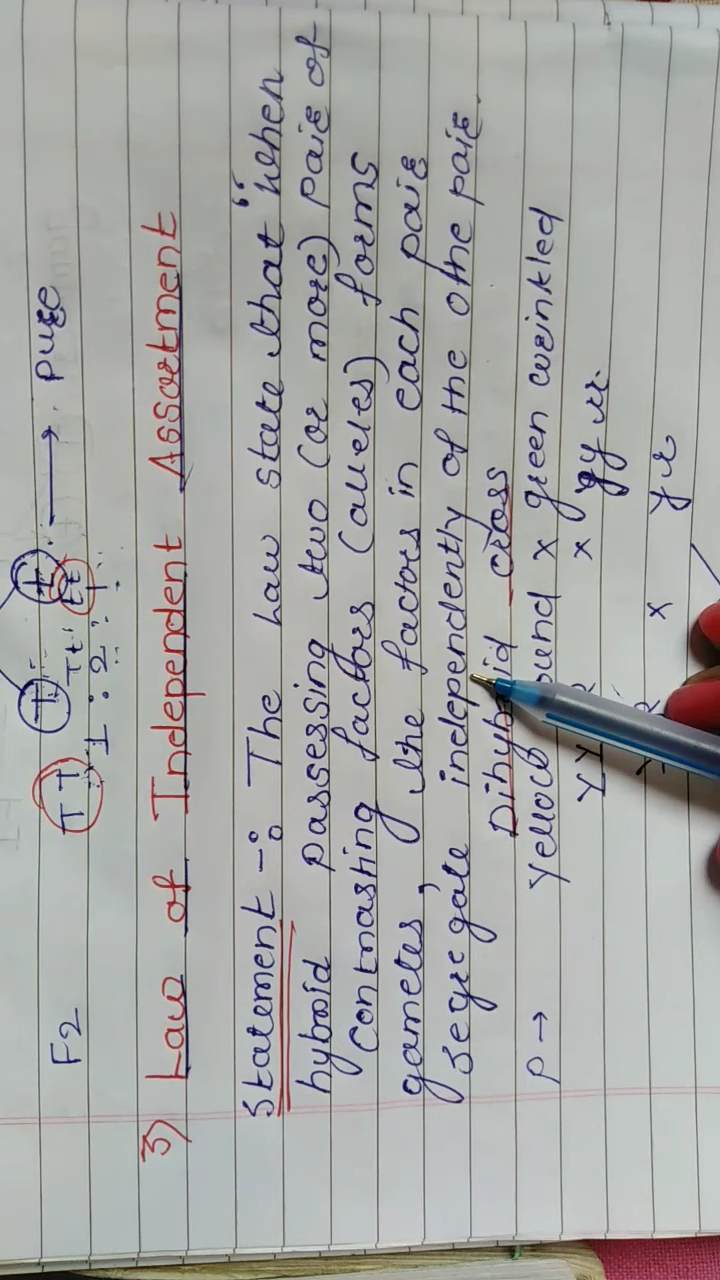 F2 TT Tt Tt tt → pure
1 : 2 : 1
3) Law of Independent Assortment
Statement -: The Law state that "when
hybrid passessing two (or more) pair of
Contrasting factors (alleles) forms
gametes, the factors in each pair
segregate independently of the othe pair.
Dihybrid cross
P → Yellow x green wrinkled
YY x yy rr
x yr